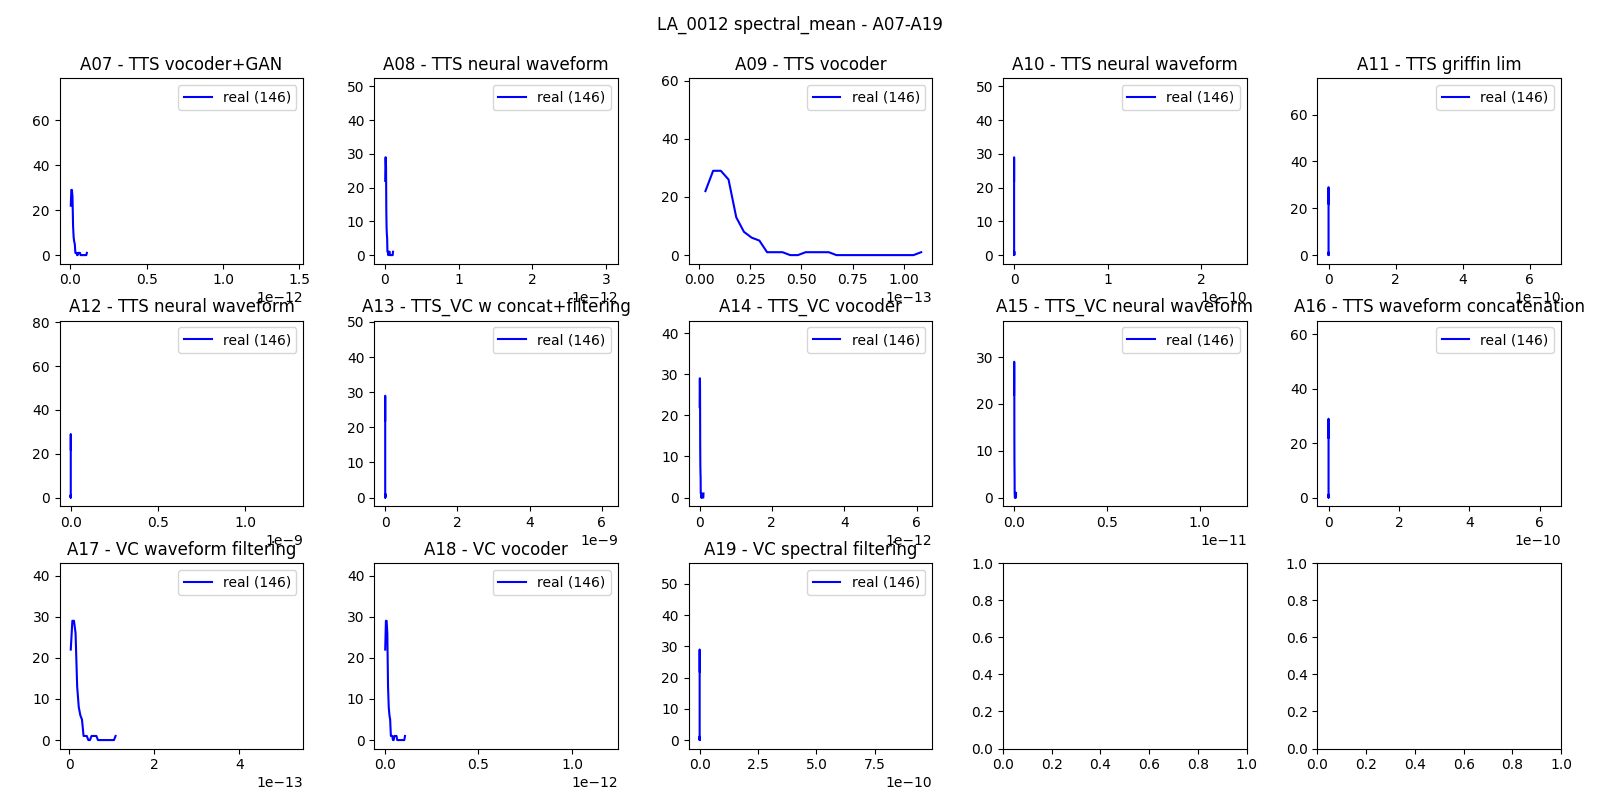 LA_0012 spectral_mean - A07-A19
A07 - TTS vocoder+GAN
real (146)
60
40
20
0
0.0 0.5 1.0 1.5
1e−12
A08 - TTS neural waveform
real (146)
50
40
30
20
10
0
0 1 2 3
1e−12
A09 - TTS vocoder
real (146)
60
40
20
0
0.00 0.25 0.50 0.75 1.00
1e−13
A10 - TTS neural waveform
real (146)
50
40
30
20
10
0
0 1 2
1e−10
A11 - TTS griffin lim
real (146)
60
40
20
0
0 2 4 6
1e−10
A12 - TTS neural waveform
real (146)
80
60
40
20
0
0.0 0.5 1.0
1e−9
A13 - TTS_VC w concat+filtering
real (146)
50
40
30
20
10
0
0 2 4 6
1e−9
A14 - TTS_VC vocoder
real (146)
40
30
20
10
0
0 2 4 6
1e−12
A15 - TTS_VC neural waveform
real (146)
30
20
10
0
0.0 0.5 1.0
1e−11
A16 - TTS waveform concatenation
real (146)
60
40
20
0
0 2 4 6
1e−10
A17 - VC waveform filtering
real (146)
40
30
20
10
0
0 2 4
1e−13
A18 - VC vocoder
real (146)
40
30
20
10
0
0.0 0.5 1.0
1e−12
A19 - VC spectral filtering
real (146)
50
40
30
20
10
0
0.0 2.5 5.0 7.5
1e−10
1.0
0.8
0.6
0.4
0.2
0.0
0.0 0.2 0.4 0.6 0.8 1.0
1.0
0.8
0.6
0.4
0.2
0.0
0.0 0.2 0.4 0.6 0.8 1.0